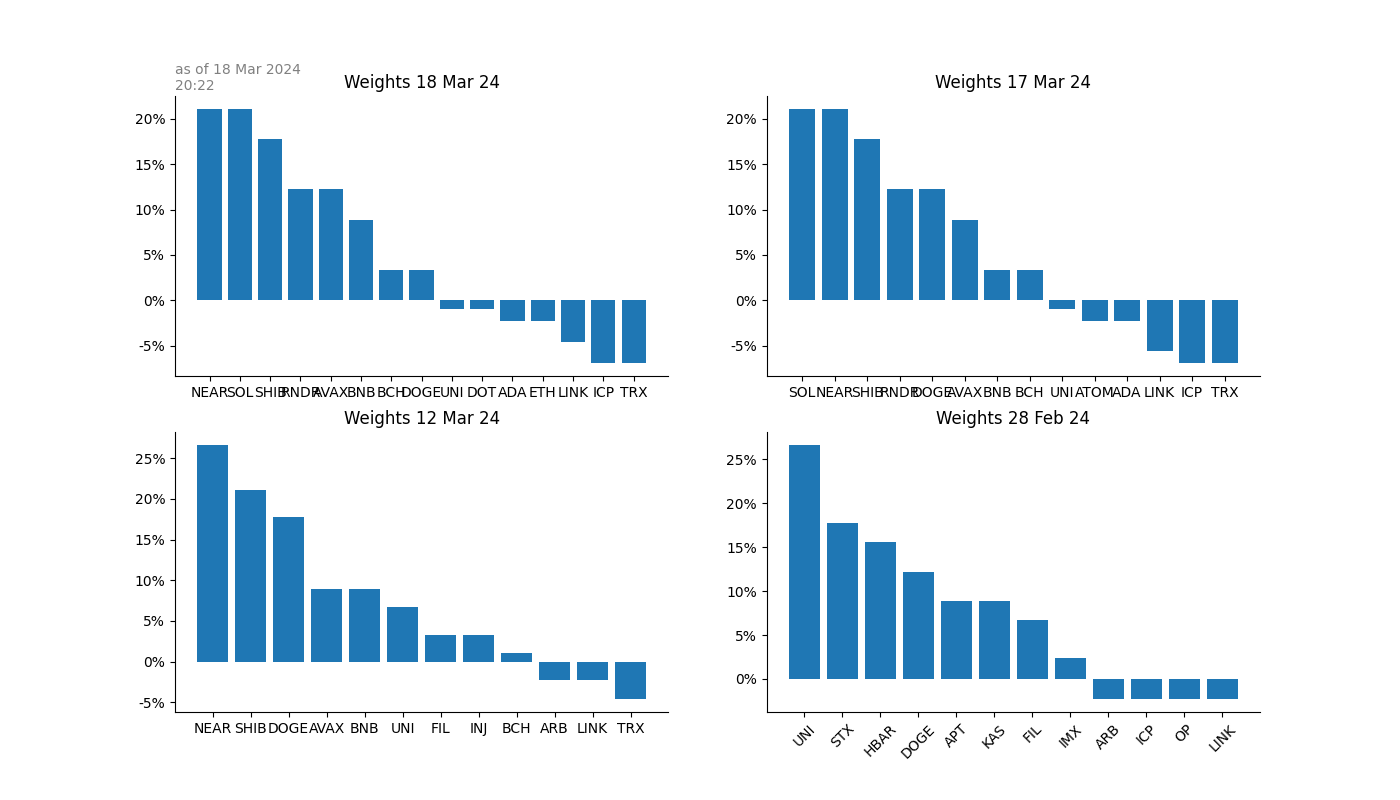 as of 18 Mar 2024
20:22
Weights 18 Mar 24
20%
15%
10%
5%
0%
-5%
NEAR SOL SHIB RNDR AVAX BNB BCH DOGE UNI DOT ADA ETH LINK ICP TRX
Weights 17 Mar 24
20%
15%
10%
5%
0%
-5%
SOL NEAR SHIB RNDR DOGE AVAX BNB BCH UNI ATOM ADA LINK ICP TRX
Weights 12 Mar 24
25%
20%
15%
10%
5%
0%
-5%
NEAR SHIB DOGE AVAX BNB UNI FIL INJ BCH ARB LINK TRX
Weights 28 Feb 24
25%
20%
15%
10%
5%
0%
UNI STX HBAR DOGE APT KAS FIL IMX ARB ICP OP LINK